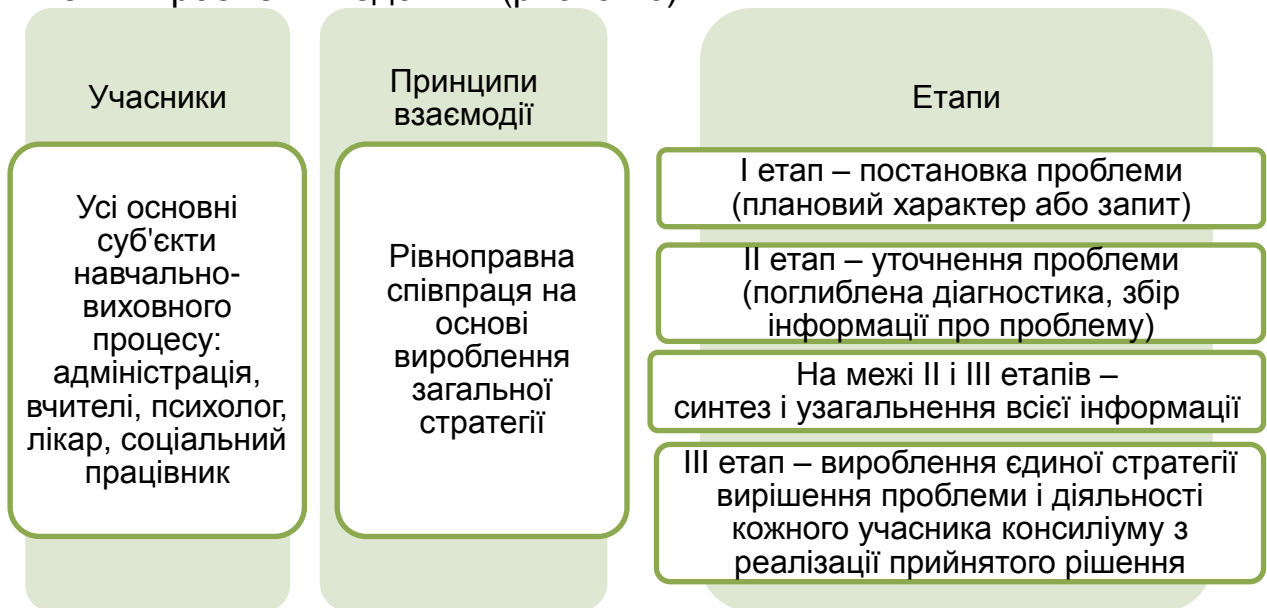 Учасники
Усі основні
суб'єкти
навчально-
виховного
процесу:
адміністрація,
вчителі, психолог,
лікар, соціальний
працівник
Принципи
взаємодії
Рівноправна
співпраця на
основі
вироблення
загальної
стратегії
Етапи
І етап – постановка проблеми
(плановий характер або запит)
ІІ етап – уточнення проблеми
(поглиблена діагностика, збір
інформації про проблему)
На межі ІІ і ІІІ етапів –
синтез і узагальнення всієї інформації
ІІІ етап – вироблення єдиної стратегії
вирішення проблеми і діяльності
кожного учасника консиліуму з
реалізації прийнятого рішення